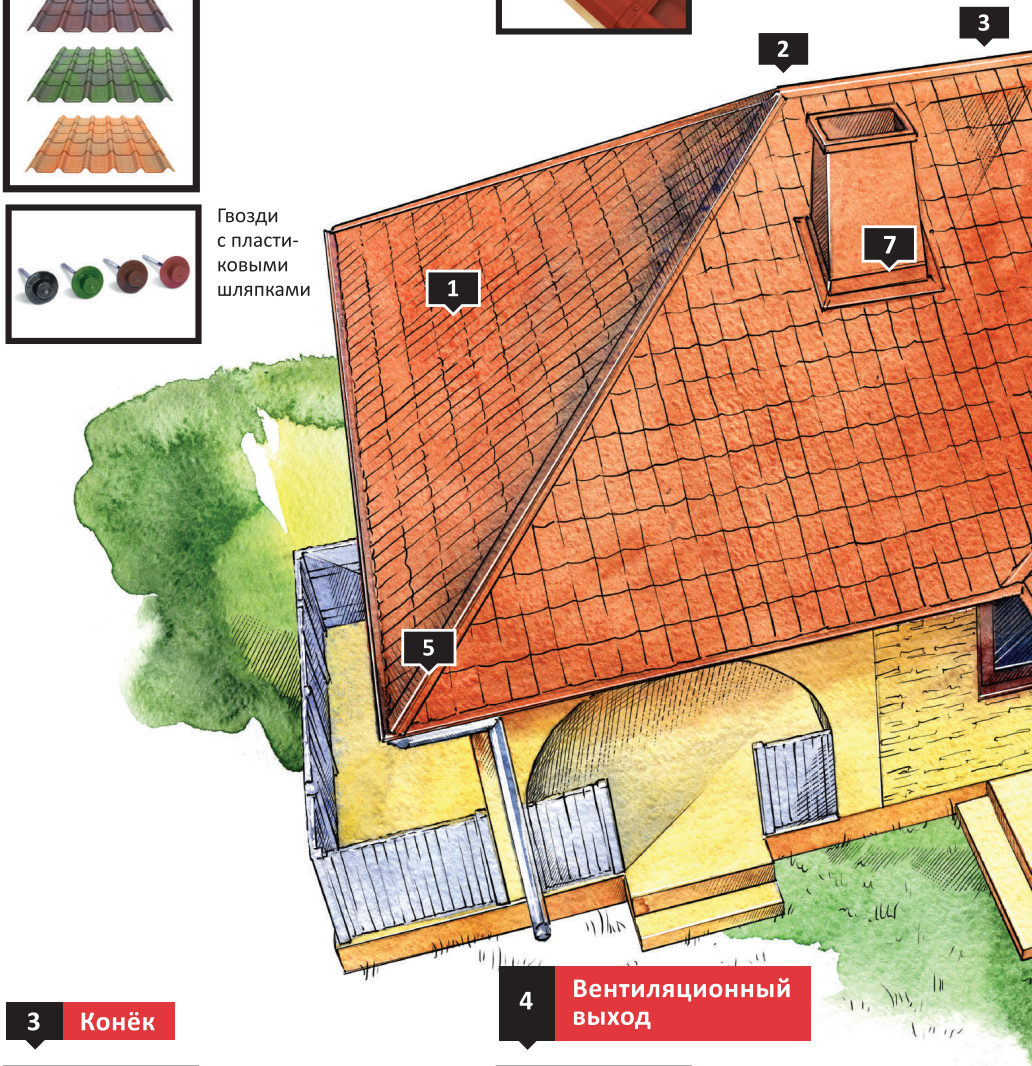 3
2
Гвозди
с пласти-
ковыми
шляпками
7
1
5
4 Вентиляционный
выход
3 Конёк